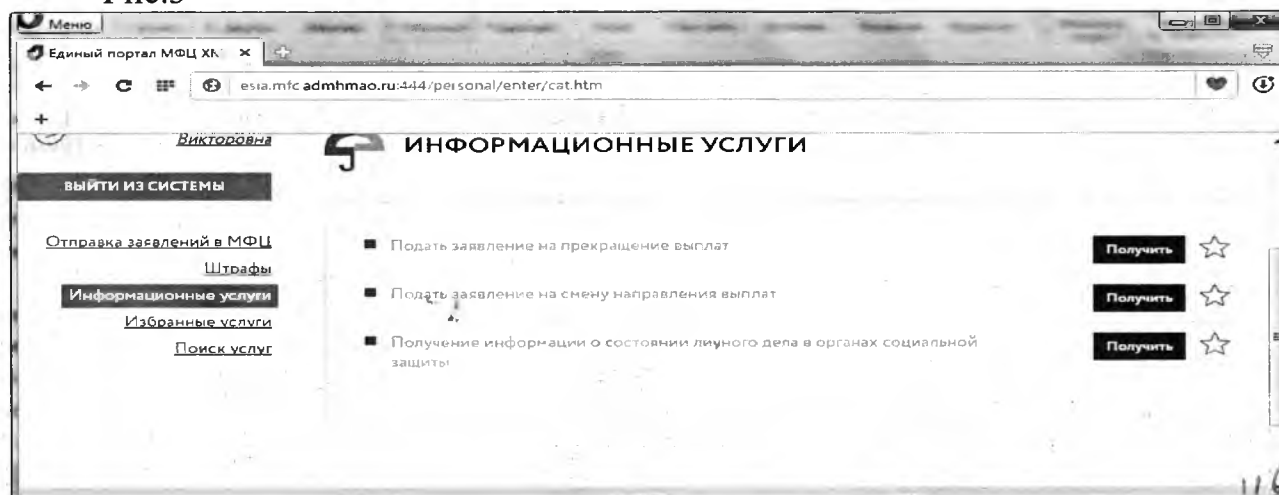 Меню
Единый портал МФЦ ХМ
esia.mfc.admhmao.ru:444/personal/enter/cat.htm
Викторовна
ИНФОРМАЦИОННЫЕ УСЛУГИ
ВЫЙТИ ИЗ СИСТЕМЫ
Отправка заявлений в МФЦ
Штрафы
Информационные услуги
Избранные услуги
Поиск услуг
Подать заявление на прекращение выплат
Получить
Подать заявление на смену направления выплат
Получить
Получение информации о состоянии личного дела в органах социальной
защиты
Получить